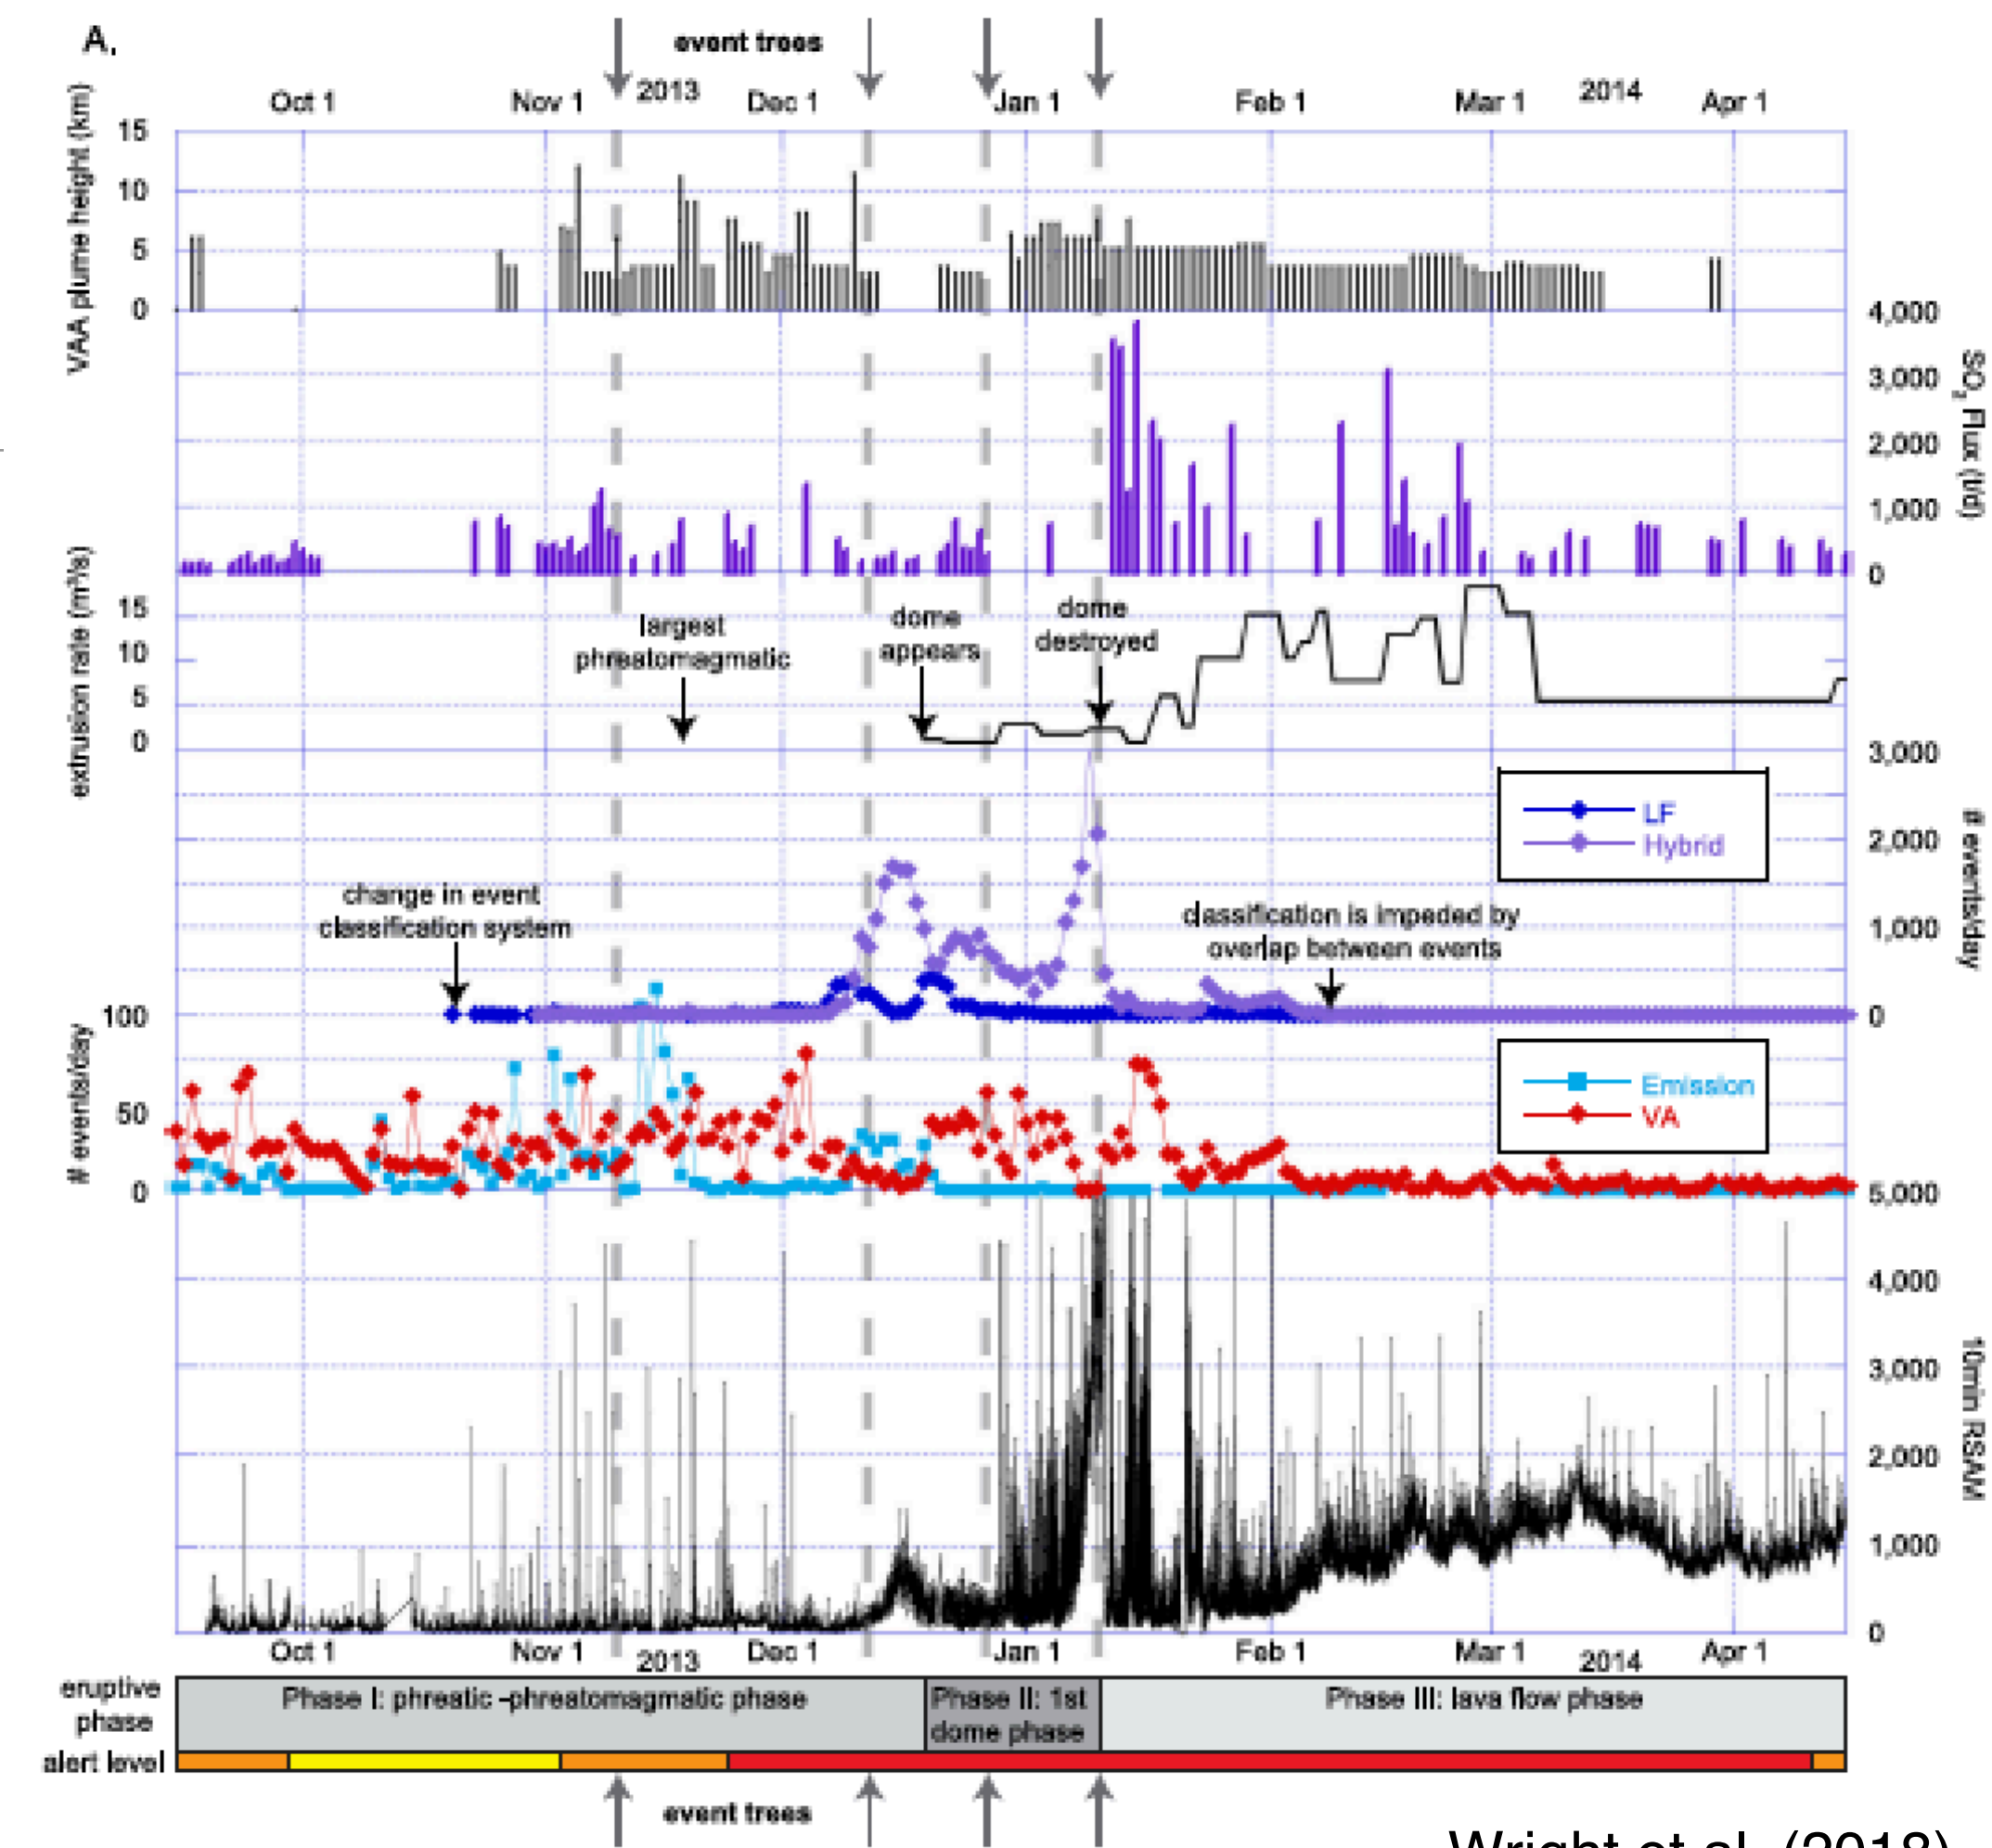 A.
event trees
Oct 1 Nov 1 2013 Dec 1 Jan 1 Feb 1 Mar 1 2014 Apr 1
VAA plume height (km)
15
10
5
0
SO₂ Flux (t/d)
4,000
3,000
2,000
1,000
0
extrusion rate (m³/s)
15
10
5
0
largest
phreatomagmatic
dome
appears
dome
destroyed
# events/day
3,000
2,000
1,000
0
LF
Hybrid
change in event
classification system
classification is impeded by
overlap between events
# events/day
100
50
0
Emission
VA
10min RSAM
5,000
4,000
3,000
2,000
1,000
0
Oct 1 Nov 1 2013 Dec 1 Jan 1 Feb 1 Mar 1 2014 Apr 1
eruptive
phase
Phase I: phreatic -phreatomagmatic phase
Phase II: 1st
dome phase
Phase III: lava flow phase
alert level
event trees
Wright et al. (2018)